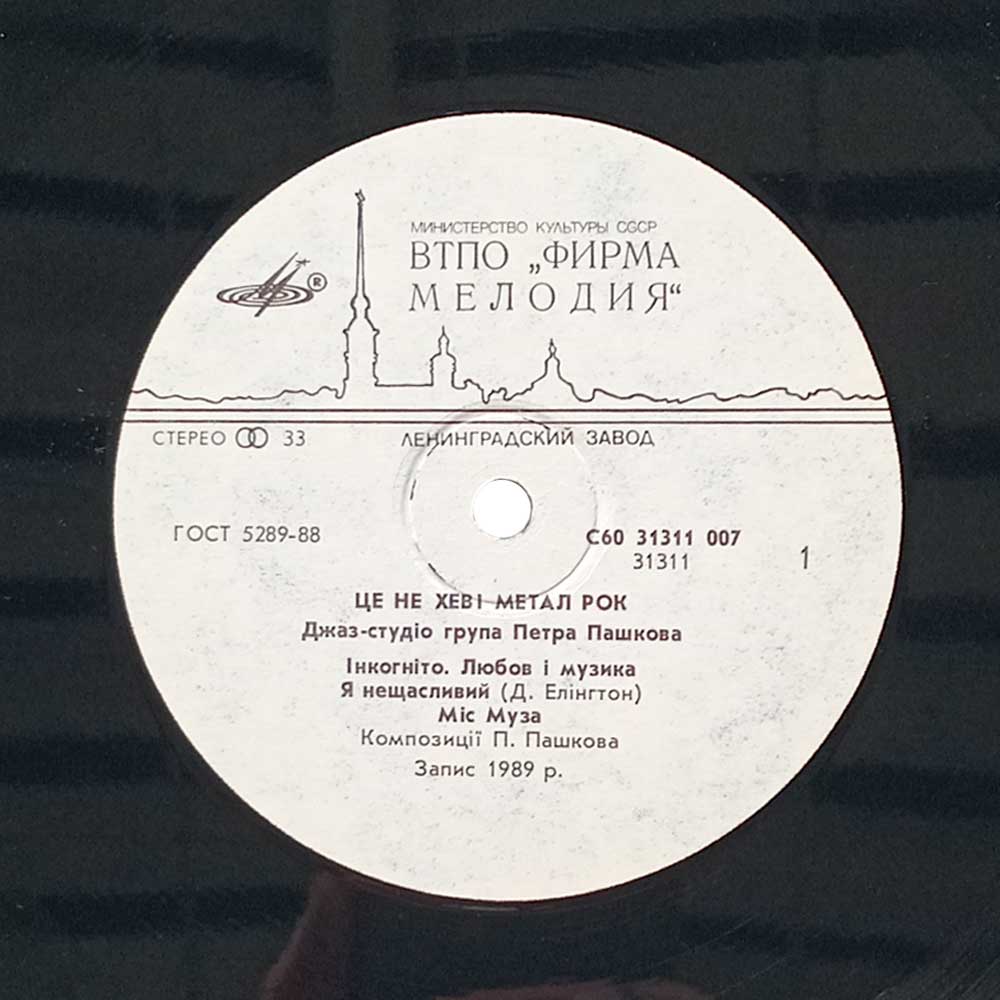 МИНИСТЕРСТВО КУЛЬТУРЫ СССР
ВТПО „ФИРМА
МЕЛОДИЯ“
®
СТЕРЕО 33
ЛЕНИНГРАДСКИЙ ЗАВОД
ГОСТ 5289-88
С60 31311 007
31311
1
ЦЕ НЕ ХЕВІ МЕТАЛ РОК
Джаз-студіо група Петра Пашкова
Інкогніто. Любов і музика
Я нещасливий (Д. Елінгтон)
Міс Муза
Композиції П. Пашкова
Запис 1989 р.